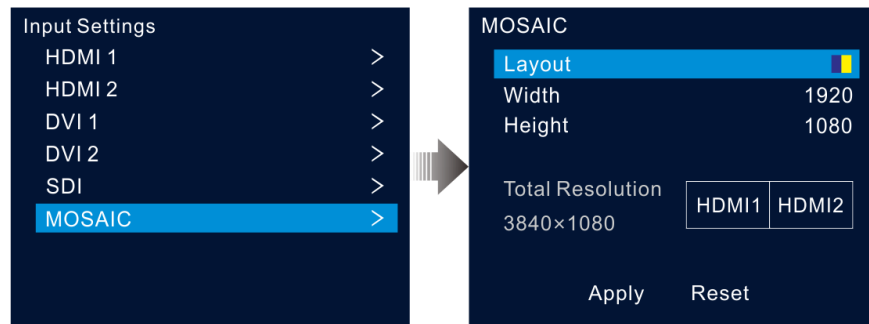 Input Settings
HDMI 1 >
HDMI 2 >
DVI 1 >
DVI 2 >
SDI >
MOSAIC >
MOSAIC
Layout
Width 1920
Height 1080
Total Resolution
3840×1080
HDMI1 HDMI2
Apply Reset